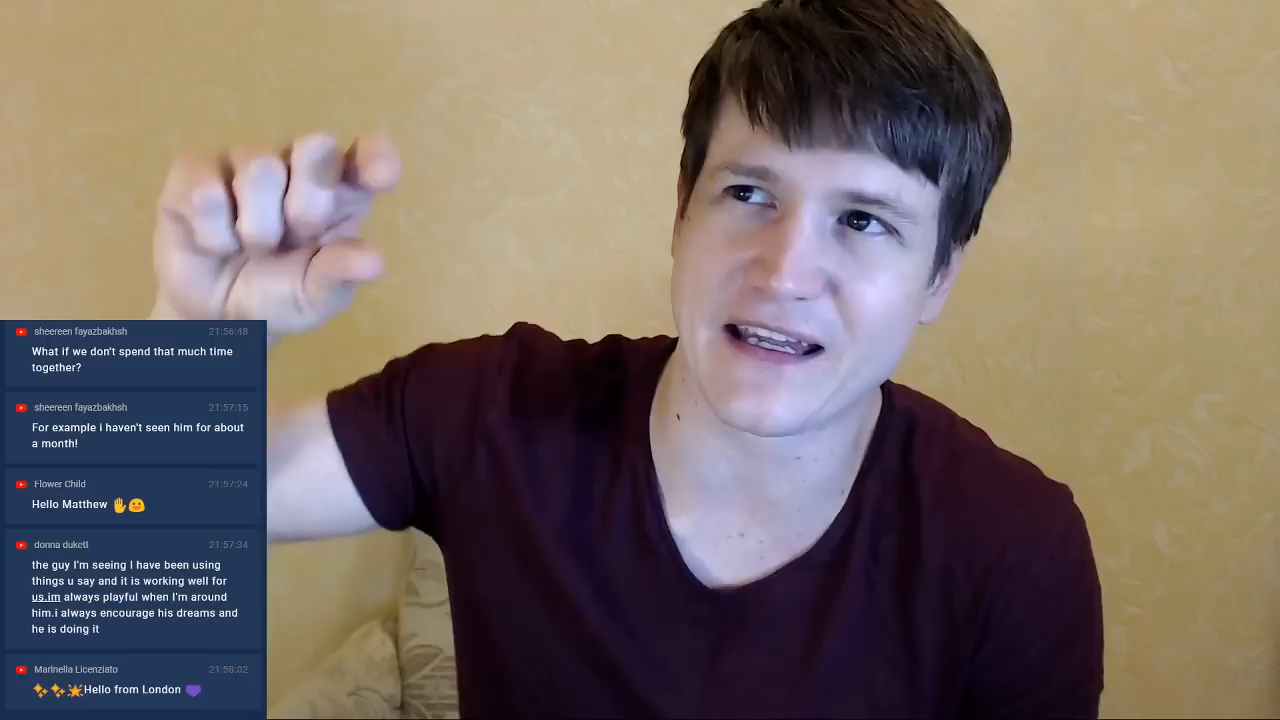 sheereen fayazbakhsh 21:56:48
What if we don't spend that much time
together?
sheereen fayazbakhsh 21:57:15
For example i haven't seen him for about
a month!
Flower Child 21:57:24
Hello Matthew ✋😃
donna dukett 21:57:34
the guy I'm seeing I have been using
things u say and it is working well for
us.im always playful when I'm around
him.i always encourage his dreams and
he is doing it
Marinella Licenziato 21:58:02
✨✨🌟Hello from London 💜